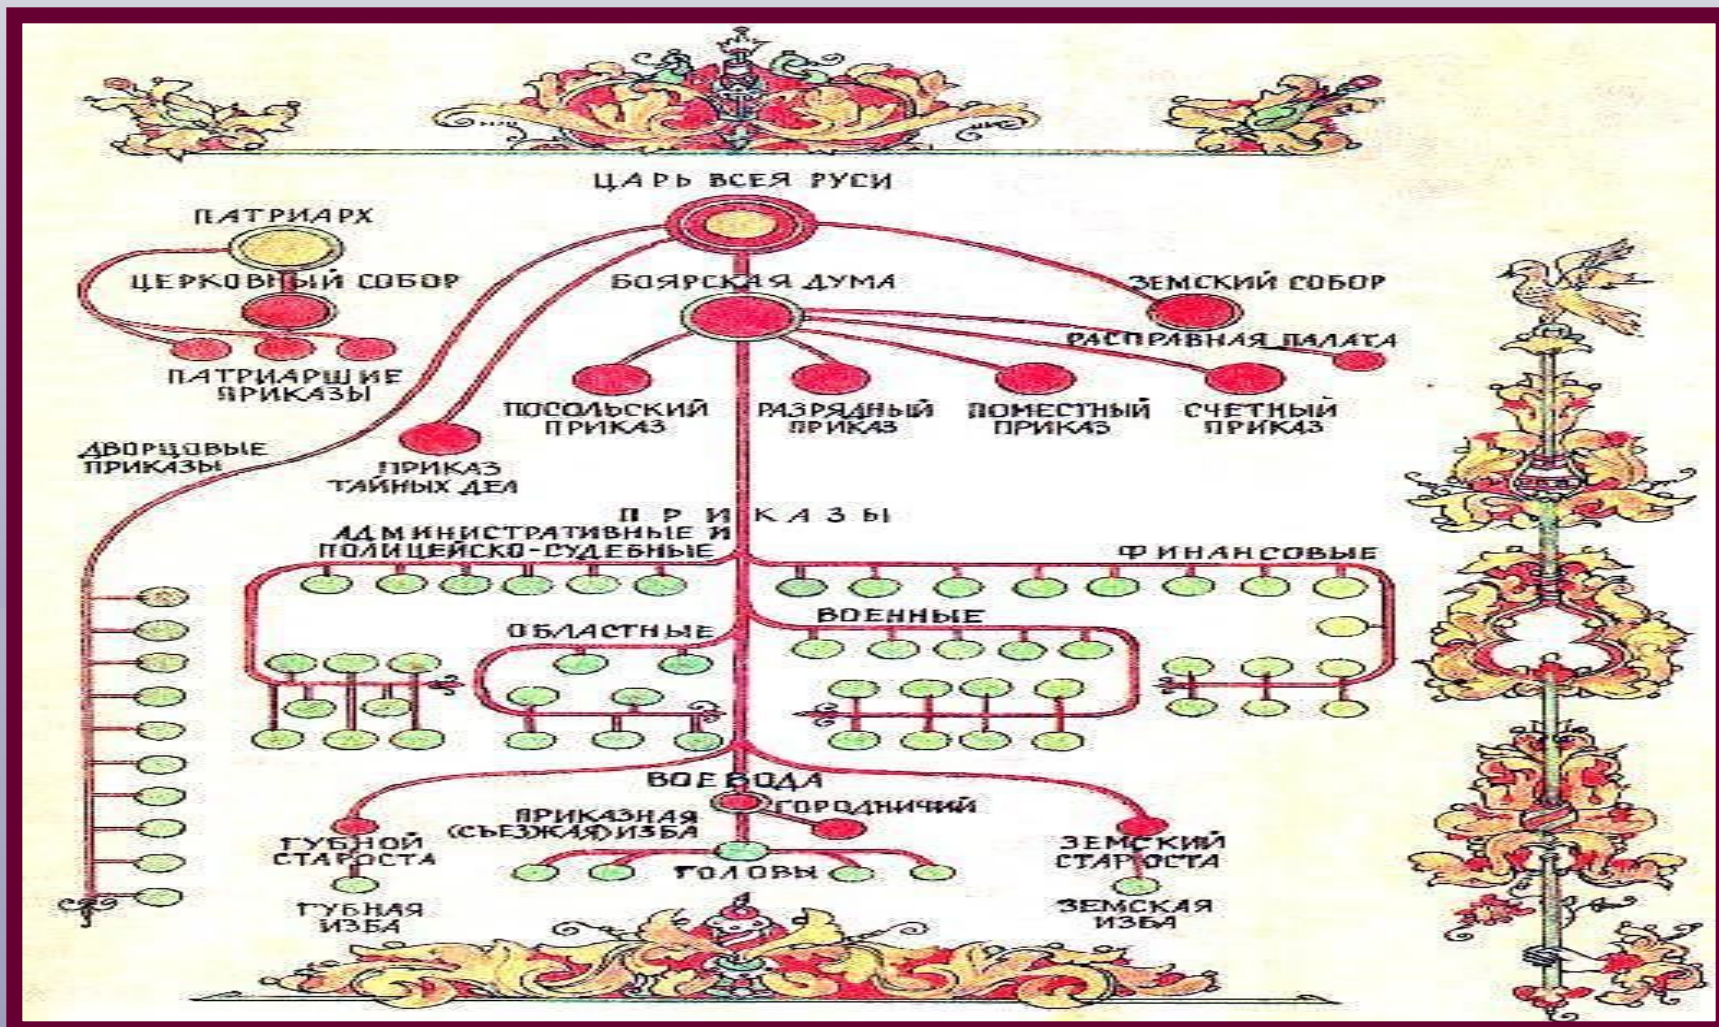 ЦАРЬ ВСЕЯ РУСИ
ПАТРИАРХ
ЦЕРКОВНЫЙ СОБОР
БОЯРСКАЯ ДУМА
ЗЕМСКИЙ СОБОР
РАСПРАВНАЯ ПАЛАТА
ПАТРИАРШИЕ
ПРИКАЗЫ
ПОСОЛЬСКИЙ
ПРИКАЗ
РАЗРЯДНЫЙ
ПРИКАЗ
ПОМЕСТНЫЙ
ПРИКАЗ
СЧЕТНЫЙ
ПРИКАЗ
ДВОРЦОВЫЕ
ПРИКАЗЫ
ПРИКАЗ
ТАЙНЫХ ДЕЛ
ПРИКАЗЫ
АДМИНИСТРАТИВНЫЕ И
ПОЛИЦЕЙСКО-СУДЕБНЫЕ
ФИНАНСОВЫЕ
ОБЛАСТНЫЕ
ВОЕННЫЕ
ВОЕВОДА
ГОРОДНИЧИЙ
ПРИКАЗНАЯ
(СЪЕЗЖАЯ) ИЗБА
ГУБНОЙ
СТАРОСТА
ЗЕМСКИЙ
СТАРОСТА
ГОЛОВЫ
ГУБНАЯ
ИЗБА
ЗЕМСКАЯ
ИЗБА